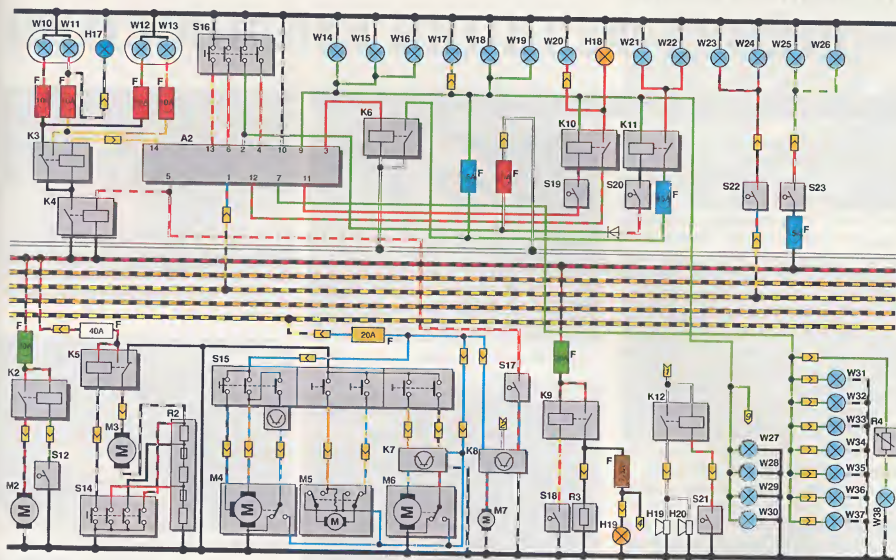 W10 W11 H17 W12 W13 S16 W14 W15 W16 W17 W18 W19 W20 H18 W21 W22 W23 W24 W25 W26
F F F
10A
K3 A2 K6 K10 K11
14 13 6 2 4 10 9 3
5 1 12 7 11
F F S19 S20 F S22 S23
K4 F
40A F 20A F
F K5 S15 S17 F
K2 R2 K9 K12 W31
M3 W32
S12 K7 K8 F W27 W33 R4
W28 W34
M2 S14 M4 M5 M6 M7 S18 R3 S21 W29 W35
M M M M M M
W30 W36
H19 4 H19 H20 W37 W38